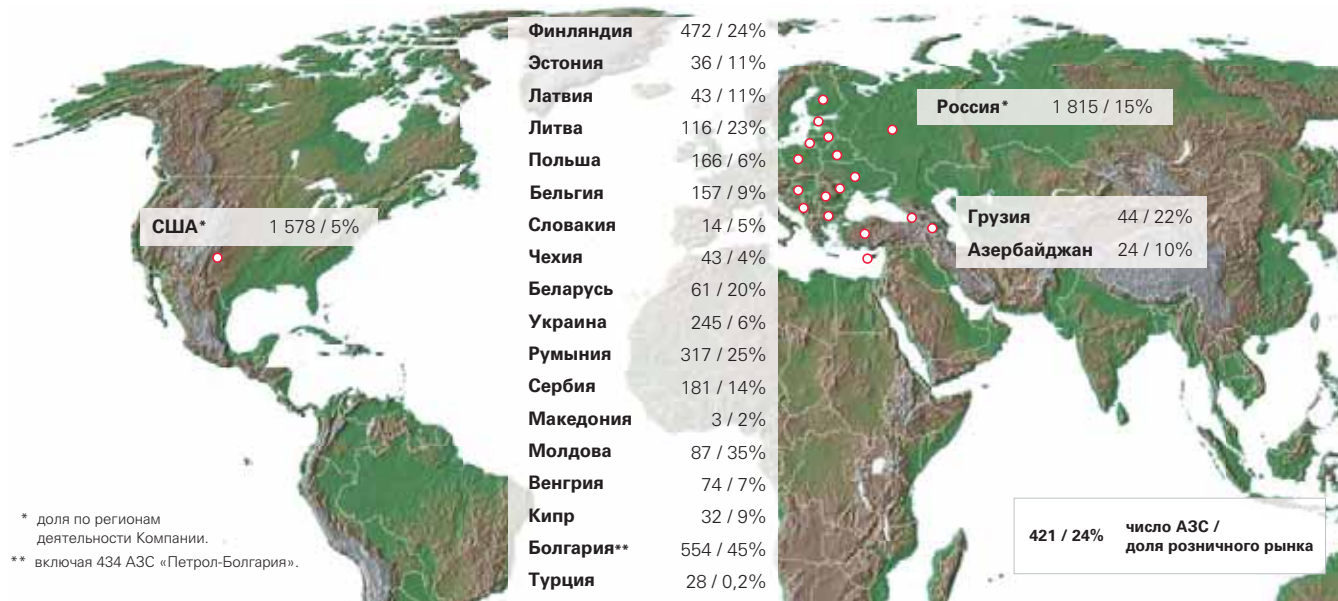 Финляндия 472 / 24%
Эстония 36 / 11%
Латвия 43 / 11%
Литва 116 / 23%
Польша 166 / 6%
Бельгия 157 / 9%
Словакия 14 / 5%
Чехия 43 / 4%
Беларусь 61 / 20%
Украина 245 / 6%
Румыния 317 / 25%
Сербия 181 / 14%
Македония 3 / 2%
Молдова 87 / 35%
Венгрия 74 / 7%
Кипр 32 / 9%
Болгария** 554 / 45%
Турция 28 / 0,2%
США* 1 578 / 5%
Россия* 1 815 / 15%
Грузия 44 / 22%
Азербайджан 24 / 10%
* доля по регионам
деятельности Компании.
** включая 434 АЗС «Петрол-Болгария».
421 / 24% число АЗС /
доля розничного рынка